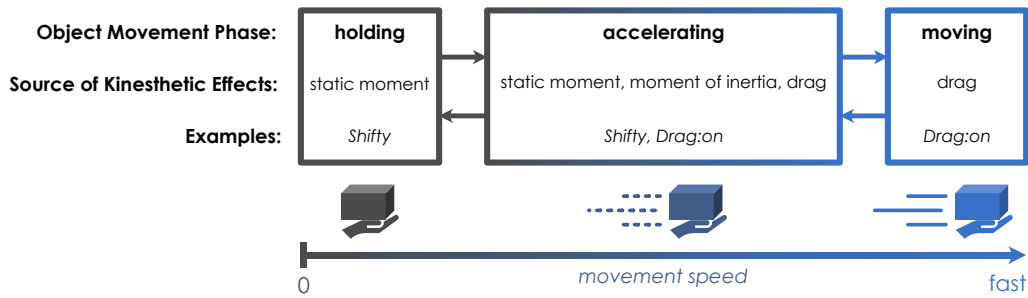 Object Movement Phase: holding accelerating moving
Source of Kinesthetic Effects: static moment static moment, moment of inertia, drag drag
Examples: Shifty Shifty, Drag:on Drag:on
0 movement speed fast